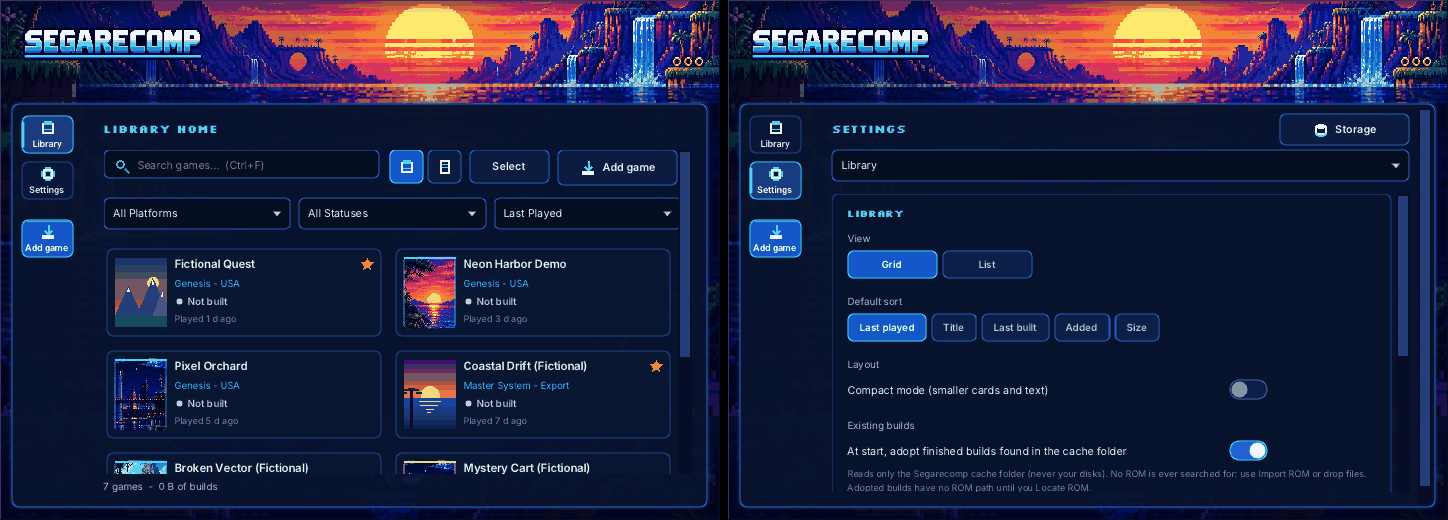 SEGARECOMP
Library
Settings
Add game
LIBRARY HOME
Search games... (Ctrl+F)
Select
Add game
All Platforms
All Statuses
Last Played
Fictional Quest
Genesis - USA
Not built
Played 1 d ago
Neon Harbor Demo
Genesis - USA
Not built
Played 3 d ago
Pixel Orchard
Genesis - USA
Not built
Played 5 d ago
Coastal Drift (Fictional)
Master System - Export
Not built
Played 7 d ago
Broken Vector (Fictional)
Mystery Cart (Fictional)
7 games - 0 B of builds
SEGARECOMP
Library
Settings
Add game
SETTINGS
Storage
Library
LIBRARY
View
Grid
List
Default sort
Last played
Title
Last built
Added
Size
Layout
Compact mode (smaller cards and text)
Existing builds
At start, adopt finished builds found in the cache folder
Reads only the Segarecomp cache folder (never your disks). No ROM is ever searched for: use Import ROM or drop files.
Adopted builds have no ROM path until you Locate ROM.